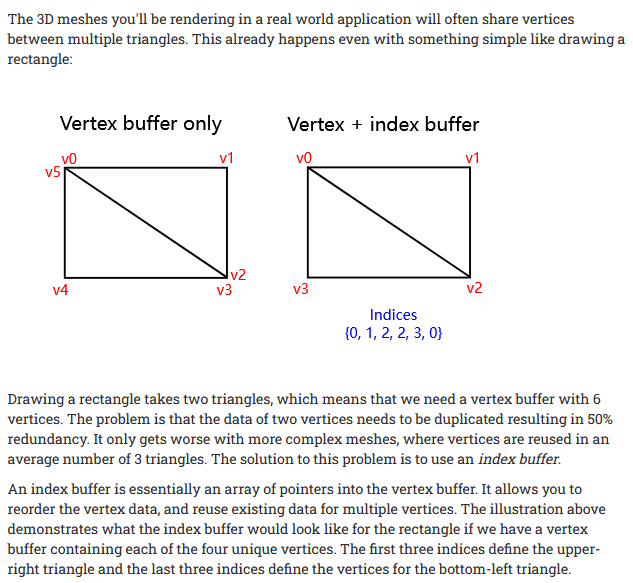 The 3D meshes you'll be rendering in a real world application will often share vertices
between multiple triangles. This already happens even with something simple like drawing a
rectangle:
Vertex buffer only
Vertex + index buffer
v0
v1
v5
v2
v4
v3
v0
v1
v3
v2
Indices
{0, 1, 2, 2, 3, 0}
Drawing a rectangle takes two triangles, which means that we need a vertex buffer with 6
vertices. The problem is that the data of two vertices needs to be duplicated resulting in 50%
redundancy. It only gets worse with more complex meshes, where vertices are reused in an
average number of 3 triangles. The solution to this problem is to use an index buffer.
An index buffer is essentially an array of pointers into the vertex buffer. It allows you to
reorder the vertex data, and reuse existing data for multiple vertices. The illustration above
demonstrates what the index buffer would look like for the rectangle if we have a vertex
buffer containing each of the four unique vertices. The first three indices define the upper-
right triangle and the last three indices define the vertices for the bottom-left triangle.